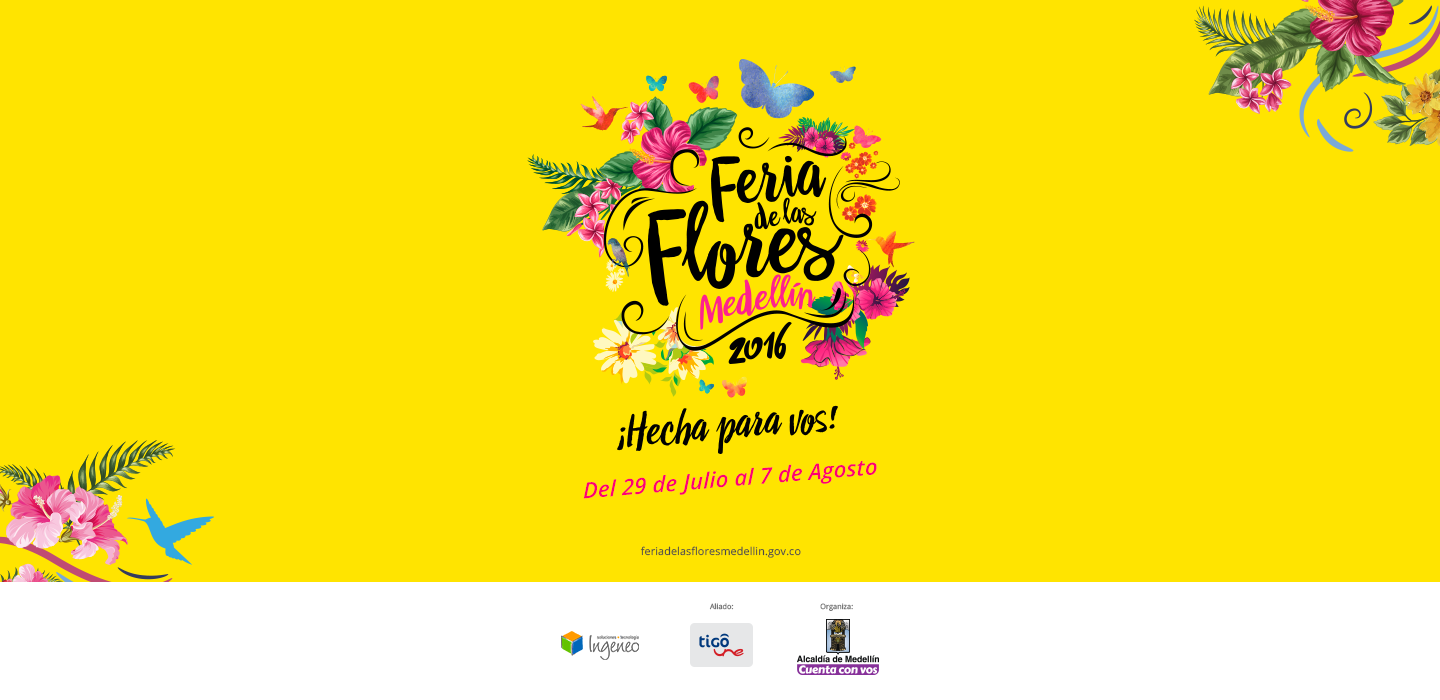 Feria
de las
Flores
Medellín
2016
¡Hecha para vos!
Del 29 de Julio al 7 de Agosto
feriadelasfloresmedellin.gov.co
Aliado:
Organiza:
soluciones + tecnología
Ingeneo
tigô
une
Alcaldía de Medellín
Cuenta con vos